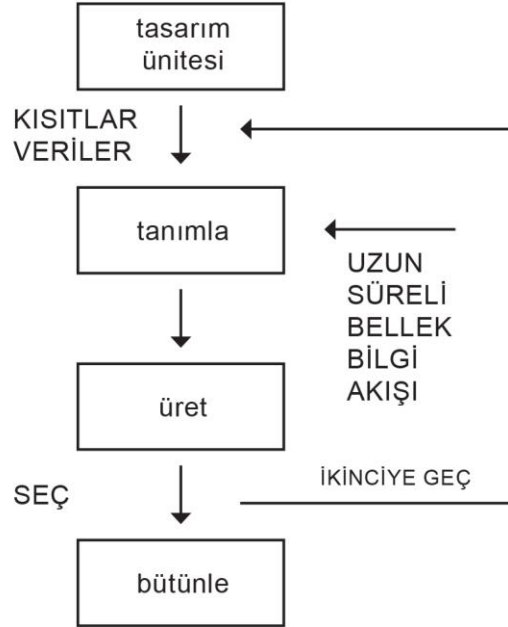 tasarım
ünitesi
KISITLAR
VERİLER
tanımla
UZUN
SÜRELİ
BELLEK
BİLGİ
AKIŞI
üret
SEÇ
İKİNCİYE GEÇ
bütünle